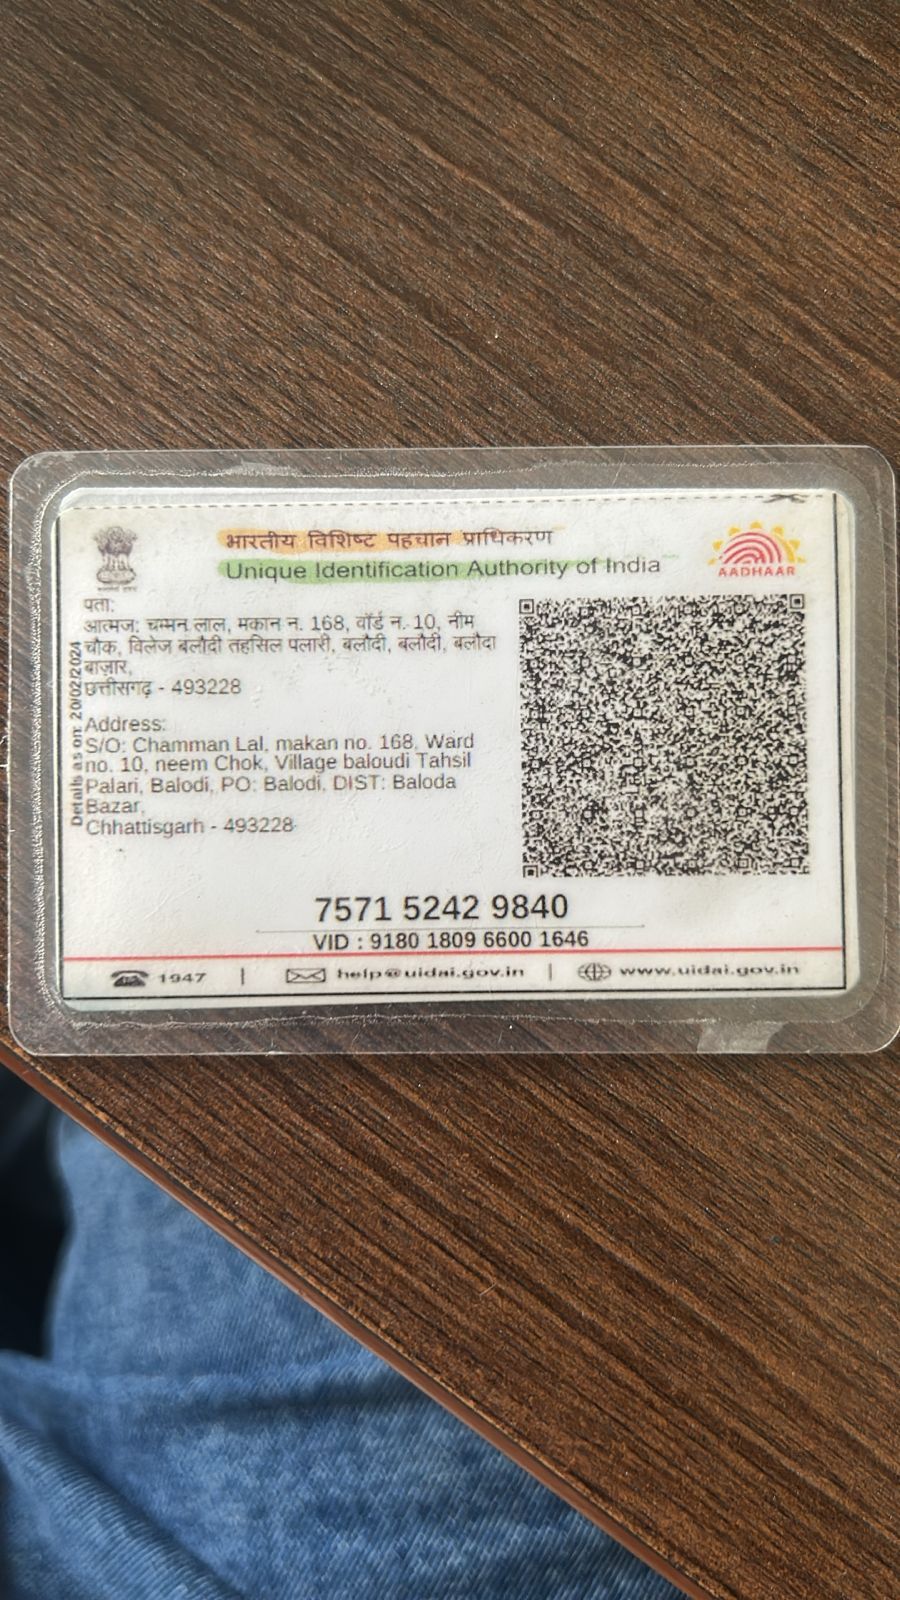 भारतीय विशिष्ट पहचान प्राधिकरण
Unique Identification Authority of India
AADHAAR
पता:
आत्मज: चम्मन लाल, मकान न. 168, वॉर्ड न. 10, नीम
चौक, विलेज बलौदी तहसिल पलारी, बलौदी, बलौदी, बलौदा
बाज़ार,
छत्तीसगढ़ - 493228
Details as on: 20/02/2024
Address:
S/O: Chamman Lal, makan no. 168, Ward
no. 10, neem Chok, Village baloudi Tahsil
Palari, Balodi, PO: Balodi, DIST: Baloda
Bazar,
Chhattisgarh - 493228
7571 5242 9840
VID : 9180 1809 6600 1646
1947 | help@uidai.gov.in | www.uidai.gov.in